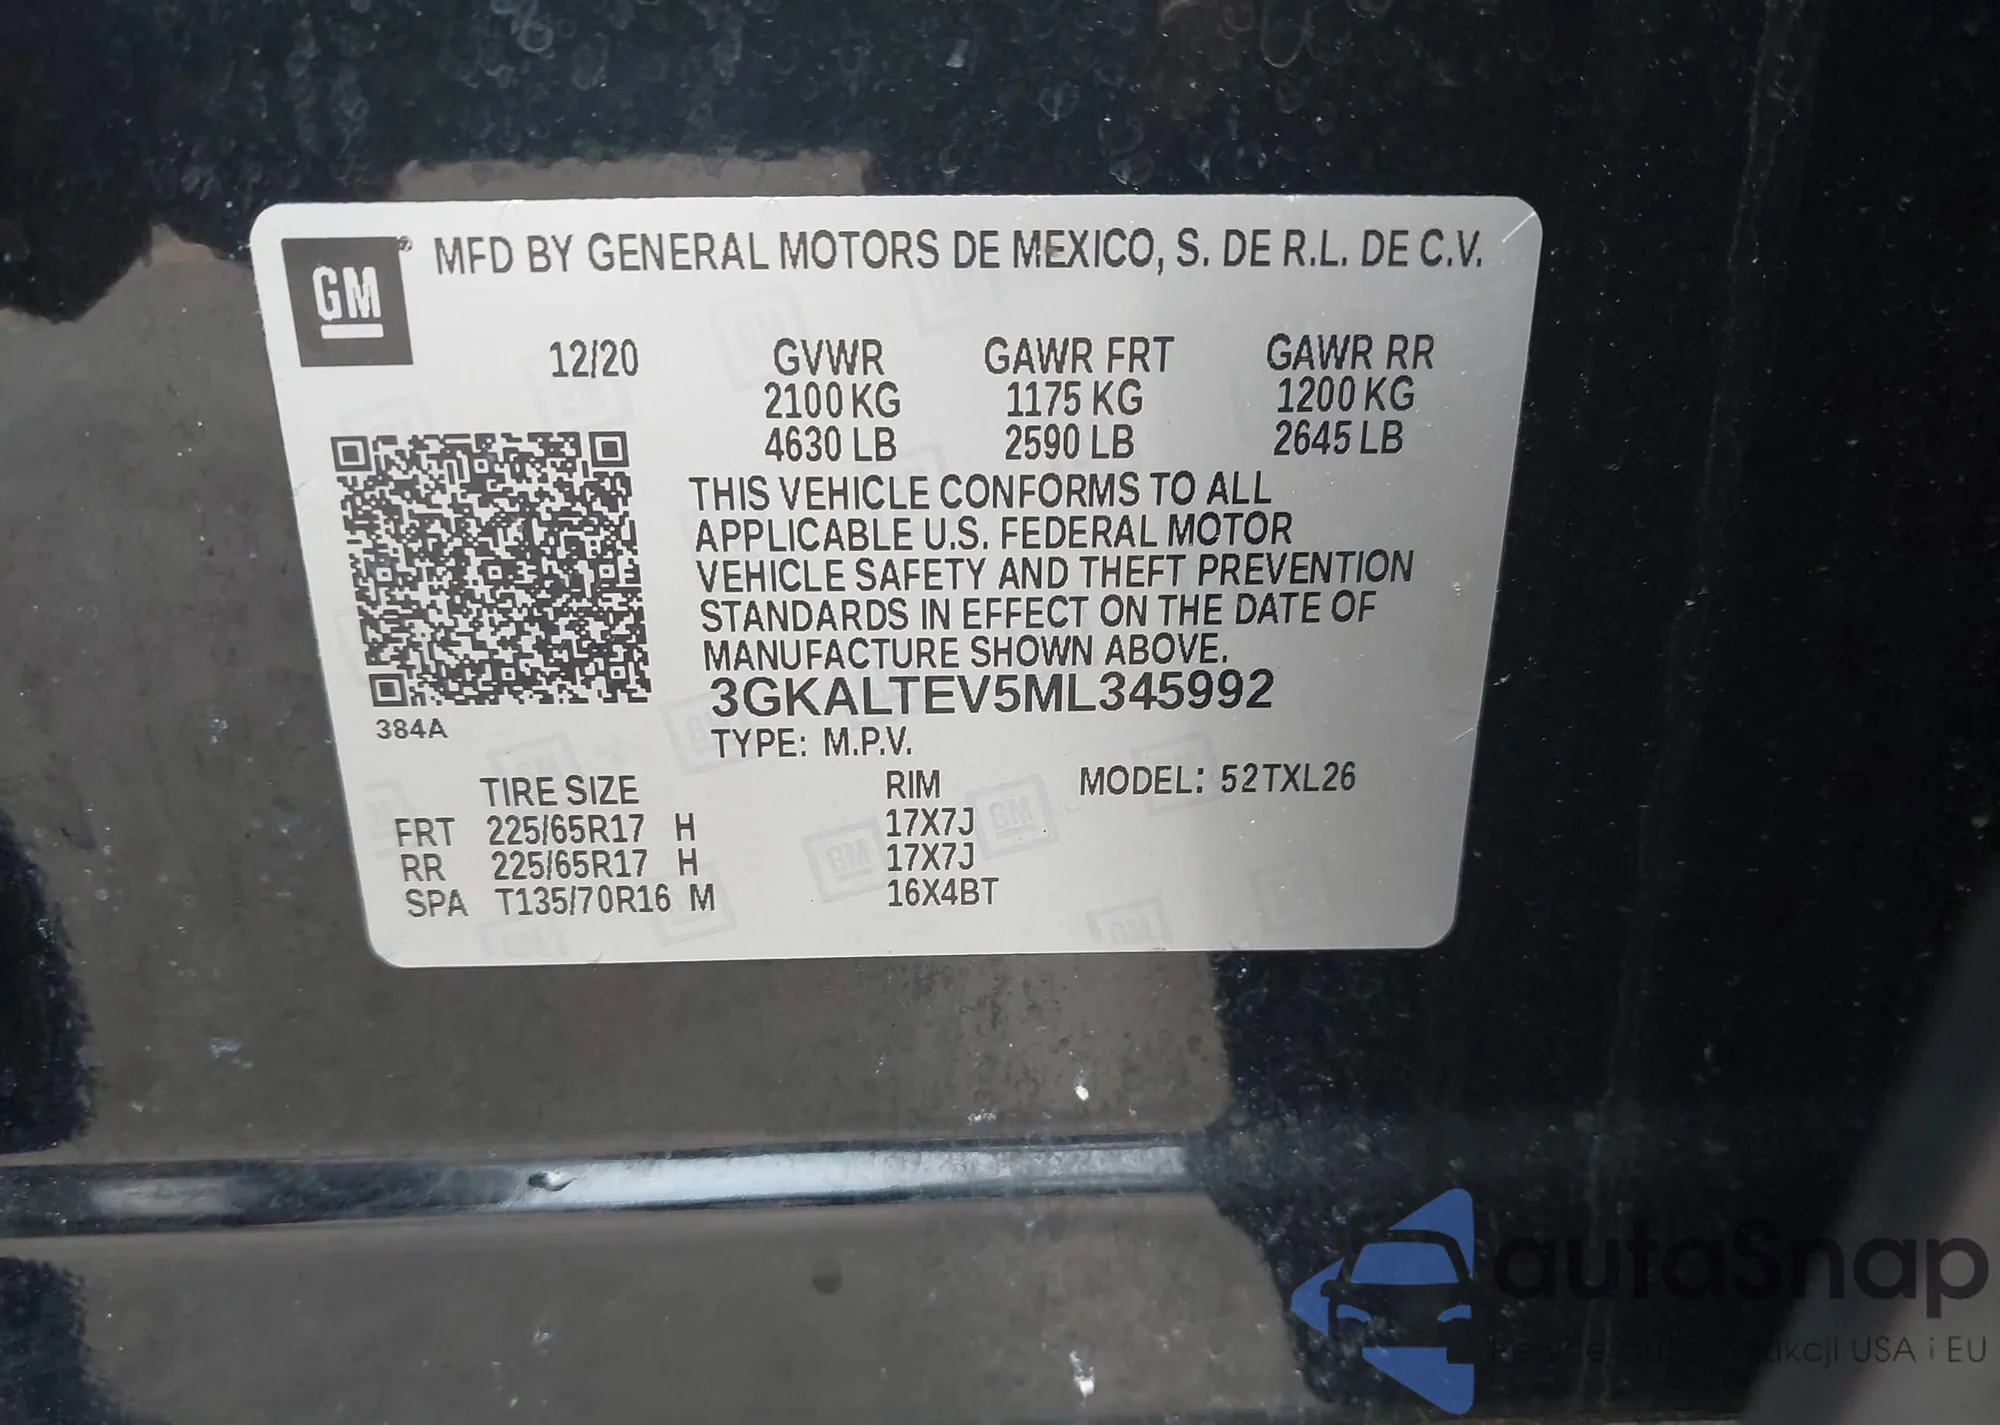 GM
MFD BY GENERAL MOTORS DE MEXICO, S. DE R.L. DE C.V.
12/20 GVWR GAWR FRT GAWR RR
2100 KG 1175 KG 1200 KG
4630 LB 2590 LB 2645 LB
THIS VEHICLE CONFORMS TO ALL
APPLICABLE U.S. FEDERAL MOTOR
VEHICLE SAFETY AND THEFT PREVENTION
STANDARDS IN EFFECT ON THE DATE OF
MANUFACTURE SHOWN ABOVE.
3GKALTEV5ML345992
384A
TYPE: M.P.V.
TIRE SIZE RIM MODEL: 52TXL26
FRT 225/65R17 H 17X7J
RR 225/65R17 H 17X7J
SPA T135/70R16 M 16X4BT
autaSnap
USA i EU